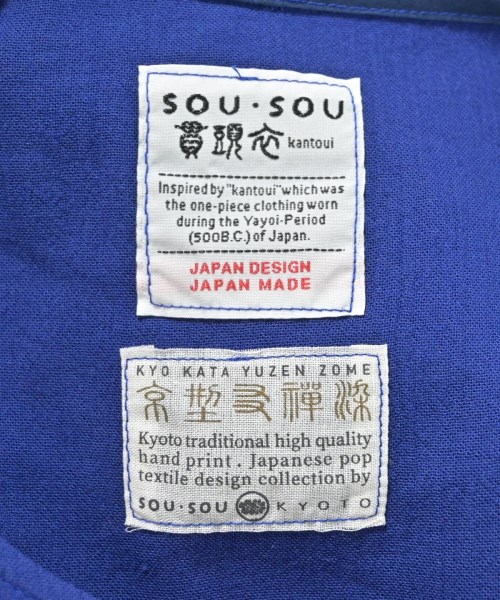 SOU・SOU
貫頭衣 kantoui
Inspired by "kantoui" which was
the one-piece clothing worn
during the Yayoi-Period
(500B.C.) of Japan.
JAPAN DESIGN
JAPAN MADE
KYO KATA YUZEN ZOME
京型友禅染
Kyoto traditional high quality
hand print. Japanese pop
textile design collection by
SOU・SOU KYOTO